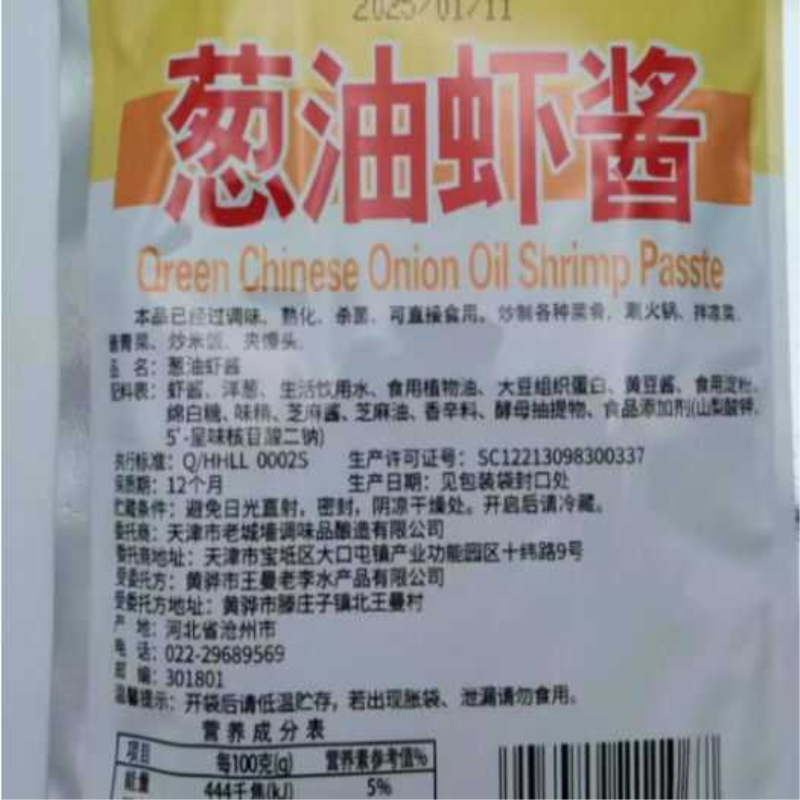 2025/01/11
葱油虾酱
Qreen Chinese Onion Oil Shrimp Passte
本品已经过调味、熟化、杀菌、可直接食用。炒制各种菜肴、涮火锅、拌凉菜、
青菜、炒米饭、夹馒头。
品 名：葱油虾酱
配料表：虾酱、洋葱、生活饮用水、食用植物油、大豆组织蛋白、黄豆酱、食用淀粉、
绵白糖、味精、芝麻酱、芝麻油、香辛料、酵母抽提物、食品添加剂(山梨酸钾、
5'-呈味核苷酸二钠)
执行标准：Q/HHLL 0002S 生产许可证号：SC12213098300337
保质期：12个月 生产日期：见包装袋封口处
贮藏条件：避免日光直射，密封，阴凉干燥处。开启后请冷藏。
委托商：天津市老城墙调味品酿造有限公司
委托商地址：天津市宝坻区大口屯镇产业功能园区十纬路9号
受委托方：黄骅市王曼老李水产品有限公司
受委托方地址：黄骅市滕庄子镇北王曼村
产 地：河北省沧州市
电 话：022-29689569
邮 编：301801
温馨提示：开袋后请低温贮存，若出现胀袋、泄漏请勿食用。
营养成分表
项目 每100克(g) 营养素参考值%
能量 444千焦(kJ) 5%